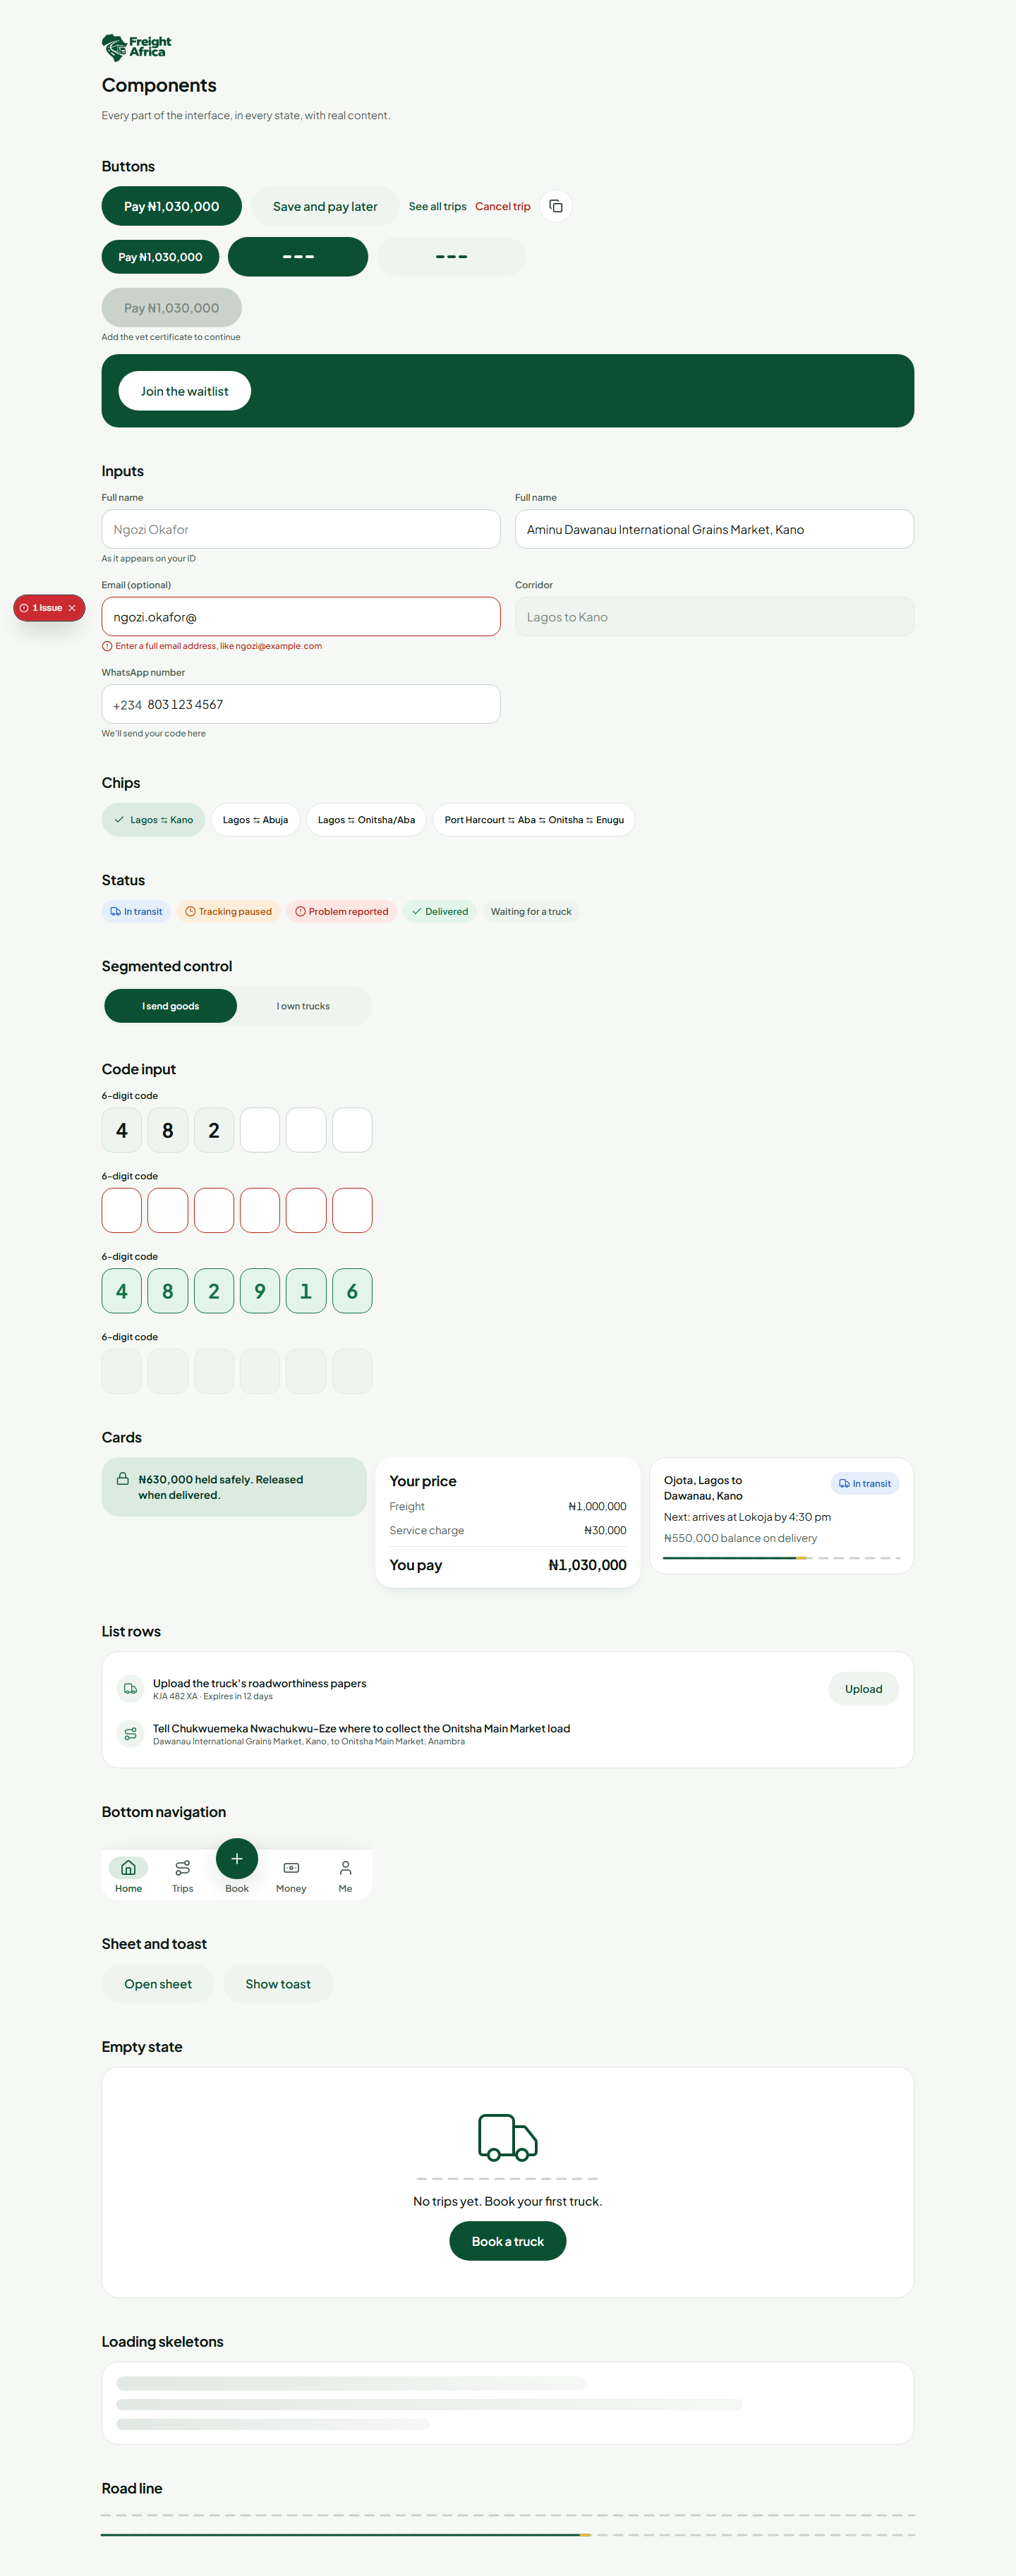 Freight
Africa
Components
Every part of the interface, in every state, with real content.
Buttons
Pay ₦1,030,000
Save and pay later
See all trips
Cancel trip
Pay ₦1,030,000
Pay ₦1,030,000
Add the vet certificate to continue
Join the waitlist
Inputs
Full name
Full name
Ngozi Okafor
Aminu Dawanau International Grains Market, Kano
As it appears on your ID
Email (optional)
Corridor
1 Issue
ngozi.okafor@
Lagos to Kano
Enter a full email address, like ngozi@example.com
WhatsApp number
+234 803 123 4567
We'll send your code here
Chips
Lagos ⇆ Kano
Lagos ⇆ Abuja
Lagos ⇆ Onitsha/Aba
Port Harcourt ⇆ Aba ⇆ Onitsha ⇆ Enugu
Status
In transit
Tracking paused
Problem reported
Delivered
Waiting for a truck
Segmented control
I send goods
I own trucks
Code input
6-digit code
4 8 2
6-digit code
6-digit code
4 8 2 9 1 6
6-digit code
Cards
₦630,000 held safely. Released
when delivered.
Your price
Freight ₦1,000,000
Service charge ₦30,000
You pay ₦1,030,000
Ojota, Lagos to
Dawanau, Kano
In transit
Next: arrives at Lokoja by 4:30 pm
₦550,000 balance on delivery
List rows
Upload the truck's roadworthiness papers
KJA 482 XA · Expires in 12 days
Upload
Tell Chukwuemeka Nwachukwu-Eze where to collect the Onitsha Main Market load
Dawanau International Grains Market, Kano, to Onitsha Main Market, Anambra
Bottom navigation
Home
Trips
Book
Money
Me
Sheet and toast
Open sheet
Show toast
Empty state
No trips yet. Book your first truck.
Book a truck
Loading skeletons
Road line